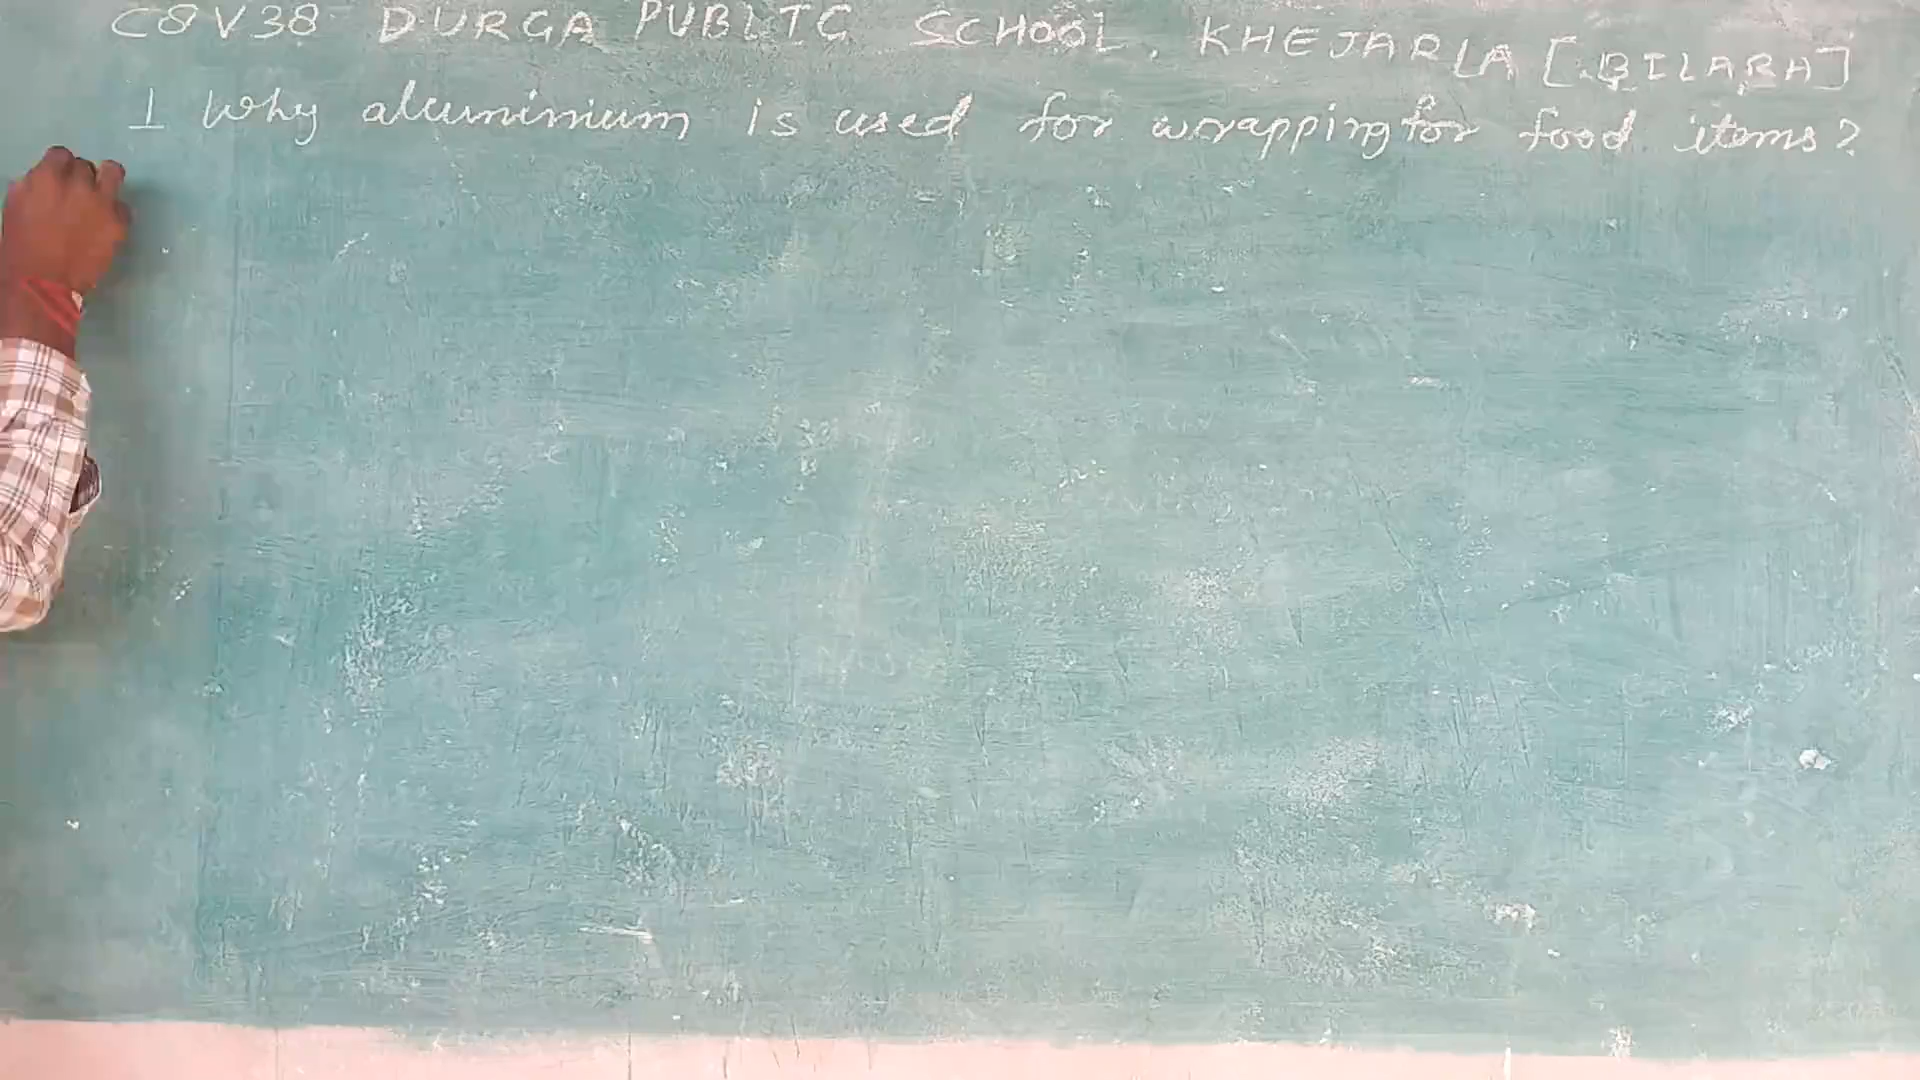 C8V38 DURGA PUBLIC SCHOOL, KHEJARLA [BILARA]
1 Why aluminium is used for wrapping for food items?